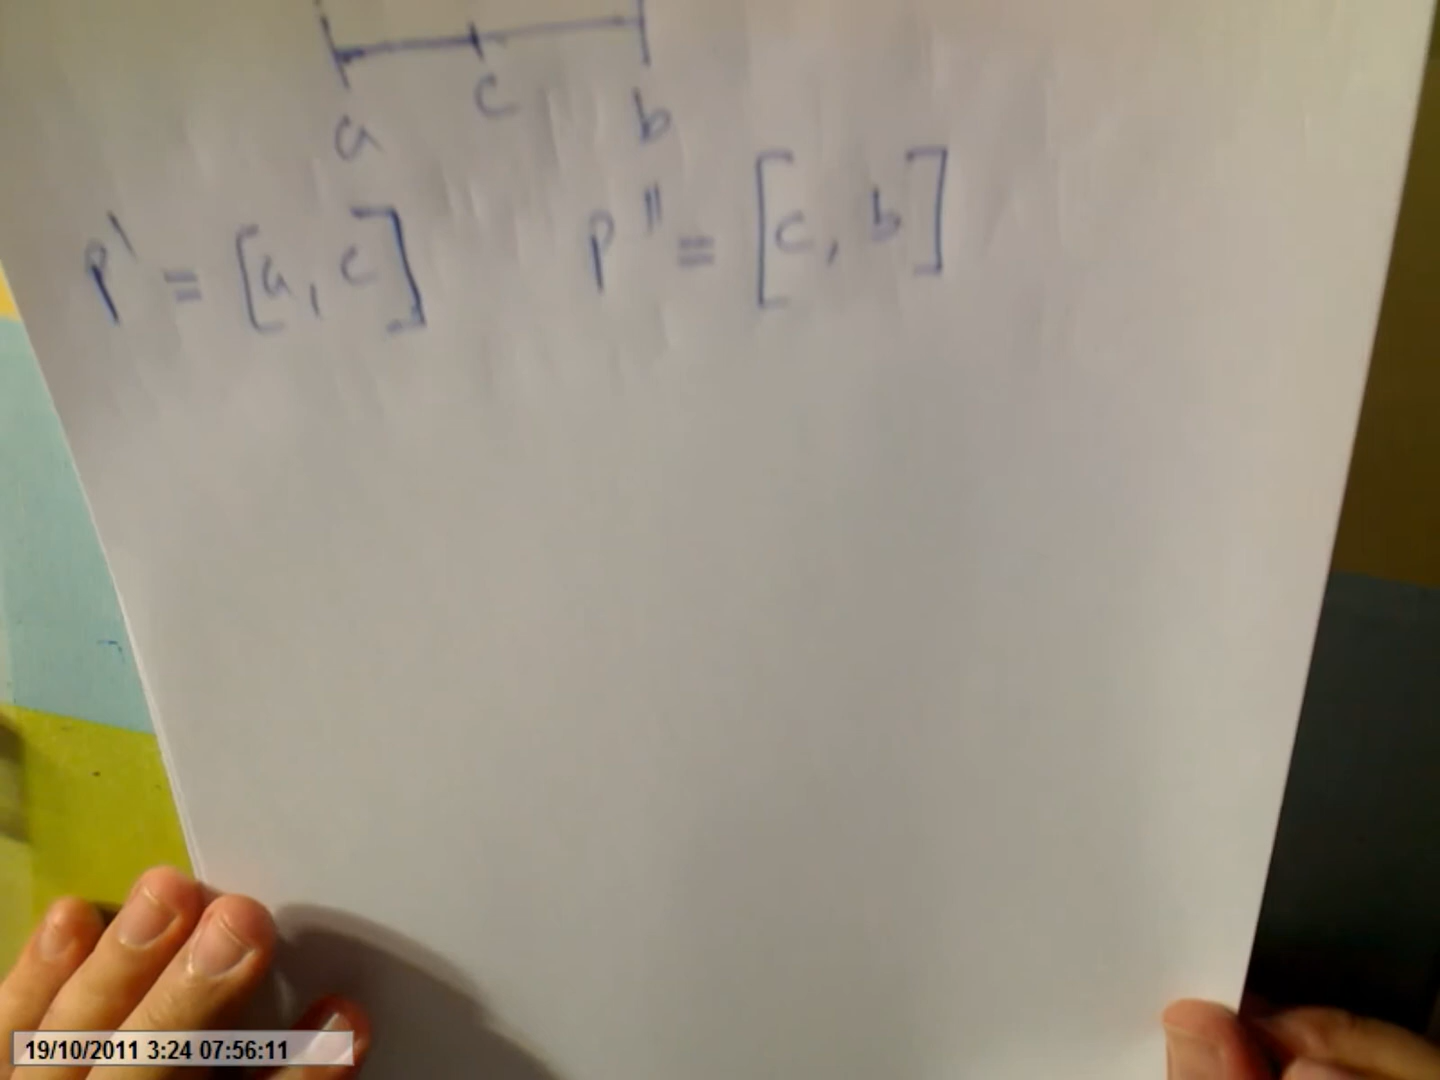 a c b
P' = [a, c] P" = [c, b]
19/10/2011 3:24 07:56:11